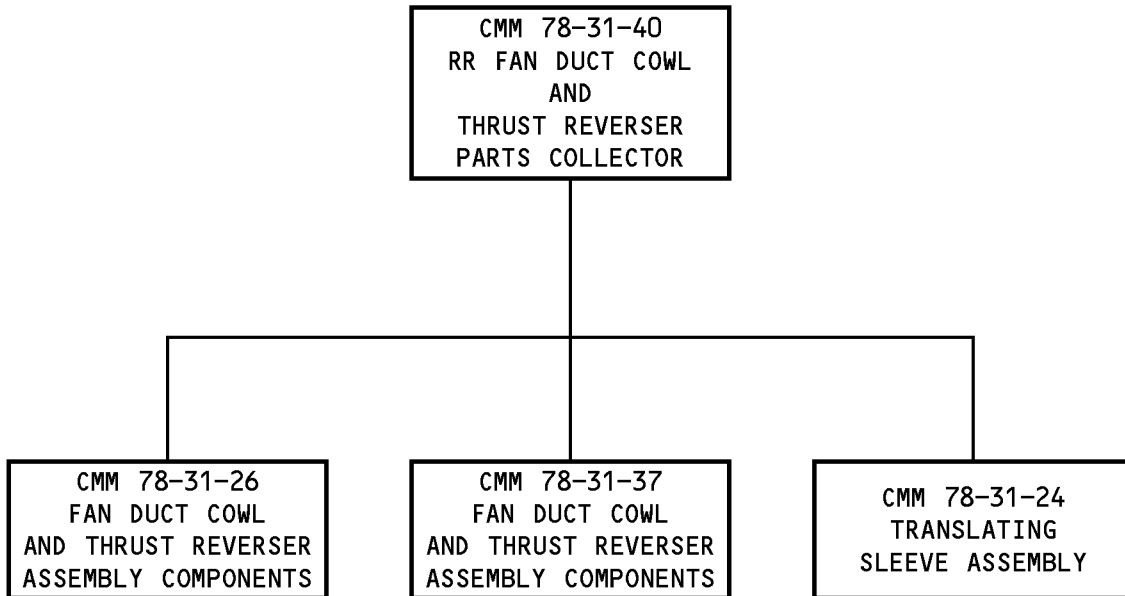 CMM 78-31-40
RR FAN DUCT COWL
AND
THRUST REVERSER
PARTS COLLECTOR
CMM 78-31-26
FAN DUCT COWL
AND THRUST REVERSER
ASSEMBLY COMPONENTS
CMM 78-31-37
FAN DUCT COWL
AND THRUST REVERSER
ASSEMBLY COMPONENTS
CMM 78-31-24
TRANSLATING
SLEEVE ASSEMBLY